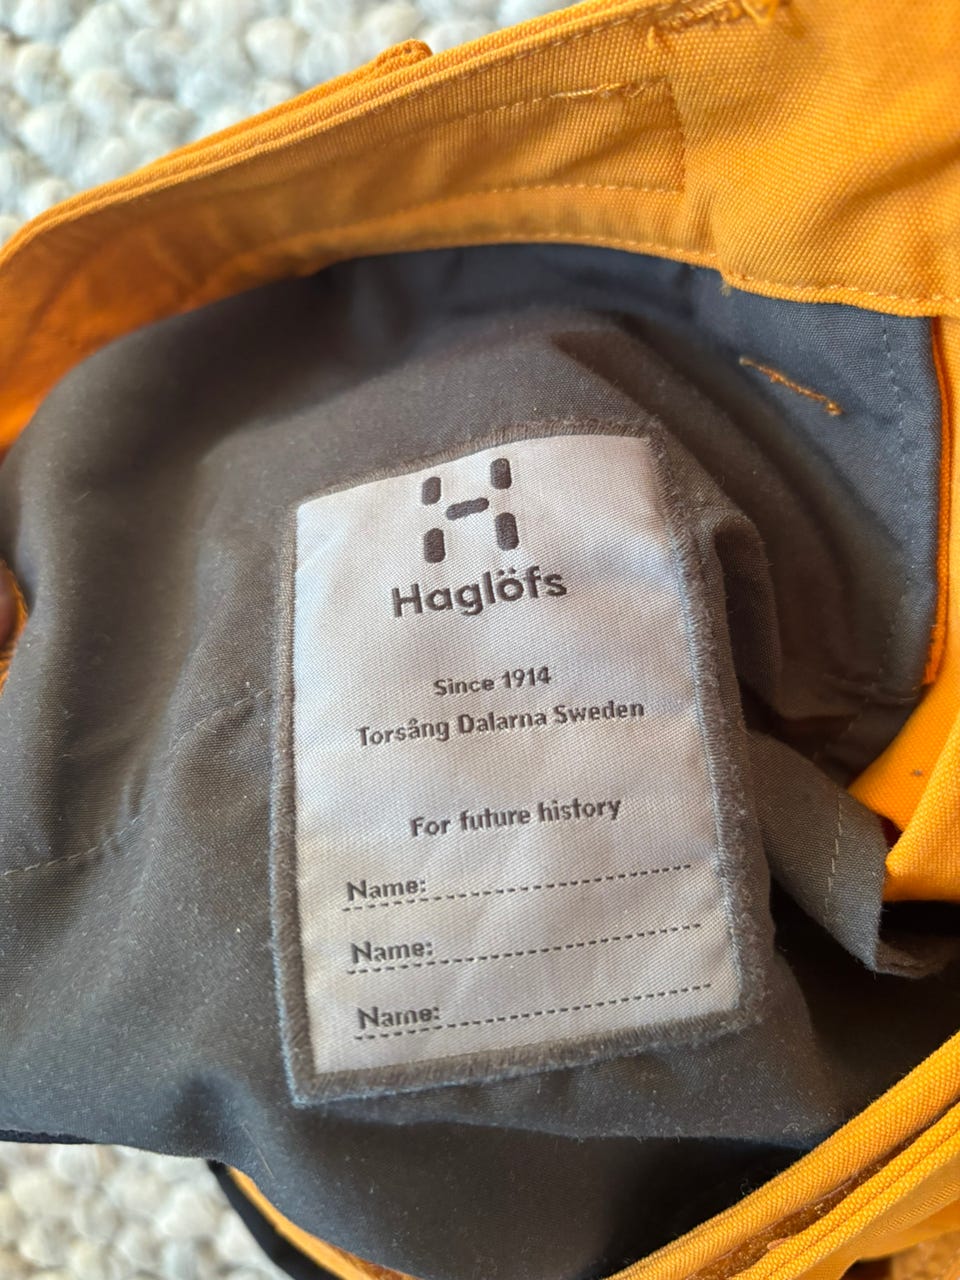 Haglöfs
Since 1914
Torsång Dalarna Sweden
For future history
Name:
Name:
Name: